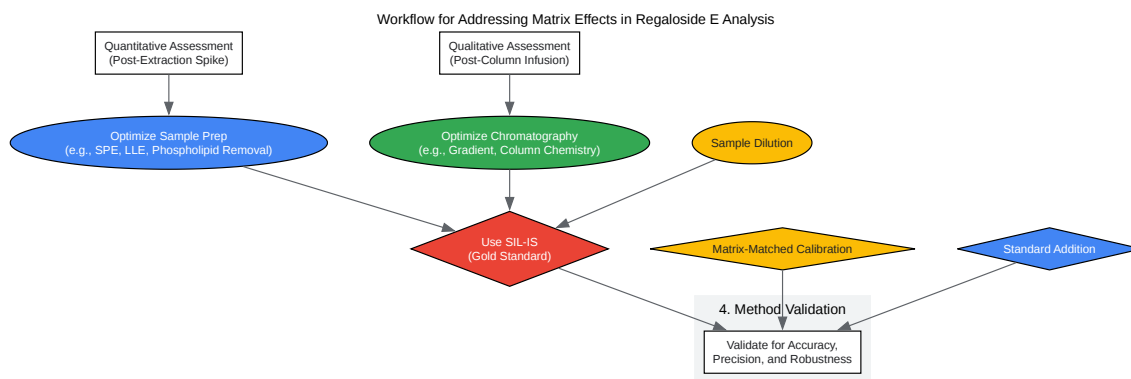 Workflow for Addressing Matrix Effects in Regaloside E Analysis
Quantitative Assessment
(Post-Extraction Spike)
Qualitative Assessment
(Post-Column Infusion)
Optimize Sample Prep
(e.g., SPE, LLE, Phospholipid Removal)
Optimize Chromatography
(e.g., Gradient, Column Chemistry)
Sample Dilution
Use SIL-IS
(Gold Standard)
Matrix-Matched Calibration
Standard Addition
4. Method Validation
Validate for Accuracy,
Precision, and Robustness